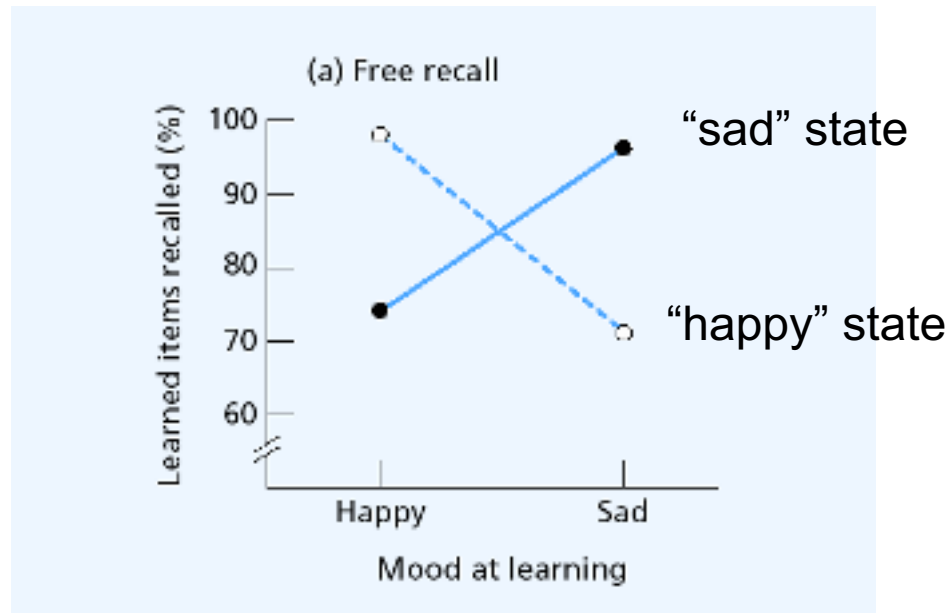 (a) Free recall
Learned items recalled (%)
100
90
80
70
60
“sad” state
“happy” state
Happy
Sad
Mood at learning